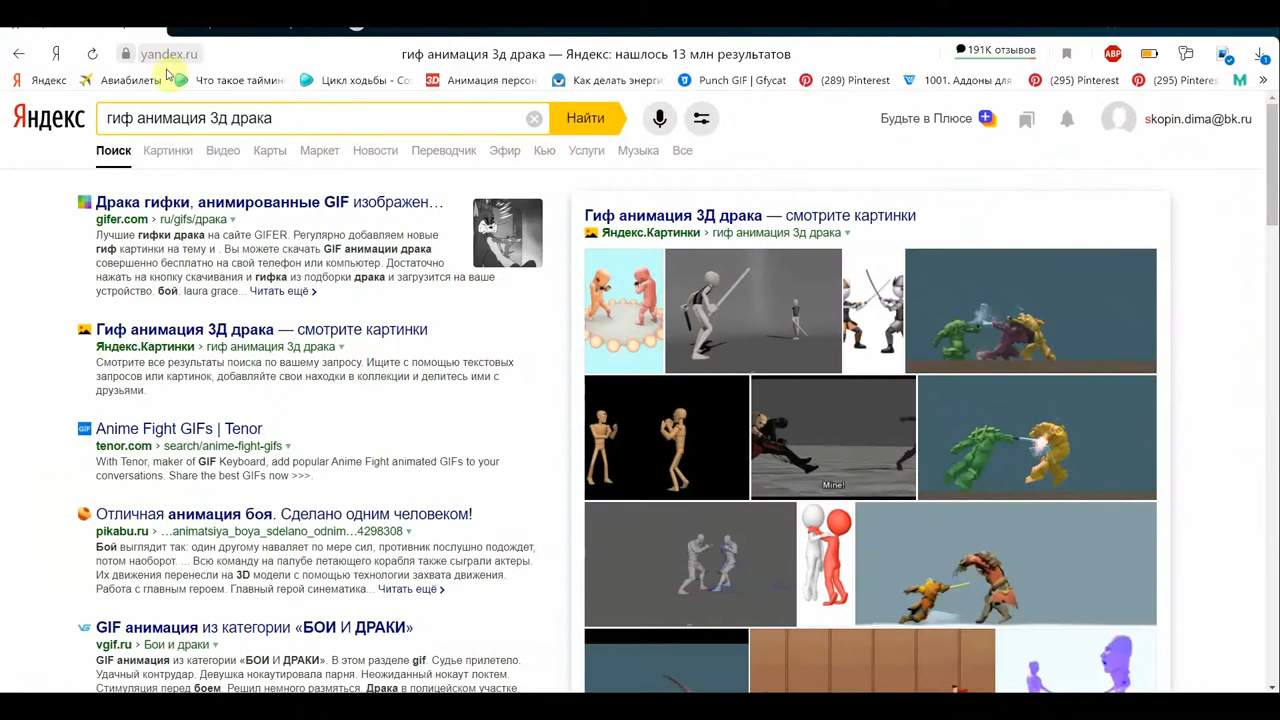 yandex.ru
гиф анимация 3д драка — Яндекс: нашлось 13 млн результатов
191K отзывов
ABP
Яндекс
Авиабилеты
Что такое таймин
Цикл ходьбы - Со
Анимация персон
Как делать энерги
Punch GIF | Gfycat
(289) Pinterest
1001. Аддоны для
(295) Pinterest
(295) Pinterest
Яндекс
гиф анимация 3д драка
Найти
Будьте в Плюсе
skopin.dima@bk.ru
Поиск Картинки Видео Карты Маркет Новости Переводчик Эфир Кью Услуги Музыка Все
Драка гифки, анимированные GIF изображен…
gifer.com › ru/gifs/драка
Лучшие гифки драка на сайте GIFER. Регулярно добавляем новые
гиф картинки на тему и . Вы можете скачать GIF анимации драка
совершенно бесплатно на свой телефон или компьютер. Достаточно
нажать на кнопку скачивания и гифка из подборки драка и загрузится на ваше
устройство. бой. laura grace... Читать ещё ›
Гиф анимация 3Д драка — смотрите картинки
Яндекс.Картинки › гиф анимация 3д драка
Смотрите все результаты поиска по вашему запросу. Ищите с помощью текстовых
запросов или картинок, добавляйте свои находки в коллекции и делитесь ими с
друзьями.
Anime Fight GIFs | Tenor
tenor.com › search/anime-fight-gifs
With Tenor, maker of GIF Keyboard, add popular Anime Fight animated GIFs to your
conversations. Share the best GIFs now >>>.
Отличная анимация боя. Сделано одним человеком!
pikabu.ru › …animatsiya_boya_sdelano_odnim…4298308
Бой выглядит так: один другому наваливает по мере сил, противник послушно подождет,
потом наоборот. ... Всю команду на палубе летающего корабля также сыграли актеры.
Их движения перенесли на 3D модели с помощью технологии захвата движения.
Работа с главным героем. Главный герой синематика... Читать ещё ›
GIF анимация из категории «БОИ И ДРАКИ»
vgif.ru › Бои и драки
GIF анимация из категории «БОИ И ДРАКИ». В этом разделе gif. Судье прилетело.
Удачный контрудар. Девушка нокаутировала парня. Неожиданный нокаут локтем.
Стимуляция перед боем. Решил немного размяться. Драка в полицейском участке.
Гиф анимация 3Д драка — смотрите картинки
Яндекс.Картинки › гиф анимация 3д драка
Mine!